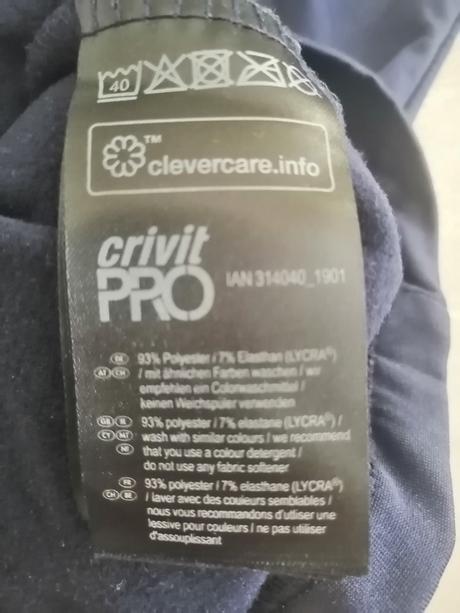 40
TM
clevercare.info
crivit
PRO
IAN 314040_1901
DE AT CH
93% Polyester / 7% Elasthan (LYCRA®)
/ mit ähnlichen Farben waschen / wir
empfehlen ein Colorwaschmittel /
keinen Weichspüler verwenden
GB IE CY MT NI
93% polyester / 7% elastane (LYCRA®) /
wash with similar colours / we recommend
that you use a colour detergent /
do not use any fabric softener
FR CH BE
93% polyester / 7% elasthane (LYCRA®)
/ laver avec des couleurs semblables /
nous vous recommandons d'utliser une
lessive pour couleurs / ne pas utiliser
d'assouplissant